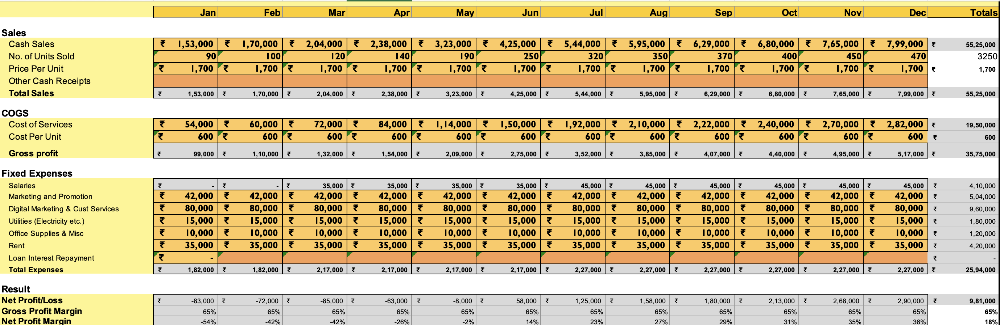 Jan Feb Mar Apr May Jun Jul Aug Sep Oct Nov Dec Totals
Sales
Cash Sales ₹ 1,53,000 ₹ 1,70,000 ₹ 2,04,000 ₹ 2,38,000 ₹ 3,23,000 ₹ 4,25,000 ₹ 5,44,000 ₹ 5,95,000 ₹ 6,29,000 ₹ 6,80,000 ₹ 7,65,000 ₹ 7,99,000 ₹ 55,25,000
No. of Units Sold 90 100 120 140 190 250 320 350 370 400 450 470 3250
Price Per Unit ₹ 1,700 ₹ 1,700 ₹ 1,700 ₹ 1,700 ₹ 1,700 ₹ 1,700 ₹ 1,700 ₹ 1,700 ₹ 1,700 ₹ 1,700 ₹ 1,700 ₹ 1,700 ₹ 1,700
Other Cash Receipts
Total Sales ₹ 1,53,000 ₹ 1,70,000 ₹ 2,04,000 ₹ 2,38,000 ₹ 3,23,000 ₹ 4,25,000 ₹ 5,44,000 ₹ 5,95,000 ₹ 6,29,000 ₹ 6,80,000 ₹ 7,65,000 ₹ 7,99,000 ₹ 55,25,000
COGS
Cost of Services ₹ 54,000 ₹ 60,000 ₹ 72,000 ₹ 84,000 ₹ 1,14,000 ₹ 1,50,000 ₹ 1,92,000 ₹ 2,10,000 ₹ 2,22,000 ₹ 2,40,000 ₹ 2,70,000 ₹ 2,82,000 ₹ 19,50,000
Cost Per Unit ₹ 600 ₹ 600 ₹ 600 ₹ 600 ₹ 600 ₹ 600 ₹ 600 ₹ 600 ₹ 600 ₹ 600 ₹ 600 ₹ 600 ₹ 600
Gross profit ₹ 99,000 ₹ 1,10,000 ₹ 1,32,000 ₹ 1,54,000 ₹ 2,09,000 ₹ 2,75,000 ₹ 3,52,000 ₹ 3,85,000 ₹ 4,07,000 ₹ 4,40,000 ₹ 4,95,000 ₹ 5,17,000 ₹ 35,75,000
Fixed Expenses
Salaries ₹ - ₹ - ₹ 35,000 ₹ 35,000 ₹ 35,000 ₹ 35,000 ₹ 45,000 ₹ 45,000 ₹ 45,000 ₹ 45,000 ₹ 45,000 ₹ 45,000 ₹ 4,10,000
Marketing and Promotion ₹ 42,000 ₹ 42,000 ₹ 42,000 ₹ 42,000 ₹ 42,000 ₹ 42,000 ₹ 42,000 ₹ 42,000 ₹ 42,000 ₹ 42,000 ₹ 42,000 ₹ 42,000 ₹ 5,04,000
Digital Marketing & Cust Services ₹ 80,000 ₹ 80,000 ₹ 80,000 ₹ 80,000 ₹ 80,000 ₹ 80,000 ₹ 80,000 ₹ 80,000 ₹ 80,000 ₹ 80,000 ₹ 80,000 ₹ 80,000 ₹ 9,60,000
Utilities (Electricity etc.) ₹ 15,000 ₹ 15,000 ₹ 15,000 ₹ 15,000 ₹ 15,000 ₹ 15,000 ₹ 15,000 ₹ 15,000 ₹ 15,000 ₹ 15,000 ₹ 15,000 ₹ 15,000 ₹ 1,80,000
Office Supplies & Misc ₹ 10,000 ₹ 10,000 ₹ 10,000 ₹ 10,000 ₹ 10,000 ₹ 10,000 ₹ 10,000 ₹ 10,000 ₹ 10,000 ₹ 10,000 ₹ 10,000 ₹ 10,000 ₹ 1,20,000
Rent ₹ 35,000 ₹ 35,000 ₹ 35,000 ₹ 35,000 ₹ 35,000 ₹ 35,000 ₹ 35,000 ₹ 35,000 ₹ 35,000 ₹ 35,000 ₹ 35,000 ₹ 35,000 ₹ 4,20,000
Loan Interest Repayment ₹ - ₹ -
Total Expenses ₹ 1,82,000 ₹ 1,82,000 ₹ 2,17,000 ₹ 2,17,000 ₹ 2,17,000 ₹ 2,17,000 ₹ 2,27,000 ₹ 2,27,000 ₹ 2,27,000 ₹ 2,27,000 ₹ 2,27,000 ₹ 2,27,000 ₹ 25,94,000
Result
Net Profit/Loss ₹ -83,000 ₹ -72,000 ₹ -85,000 ₹ -63,000 ₹ -8,000 ₹ 58,000 ₹ 1,25,000 ₹ 1,58,000 ₹ 1,80,000 ₹ 2,13,000 ₹ 2,68,000 ₹ 2,90,000 ₹ 9,81,000
Gross Profit Margin 65% 65% 65% 65% 65% 65% 65% 65% 65% 65% 65% 65% 65%
Net Profit Margin -54% -42% -42% -26% -2% 14% 23% 27% 29% 31% 35% 36% 18%